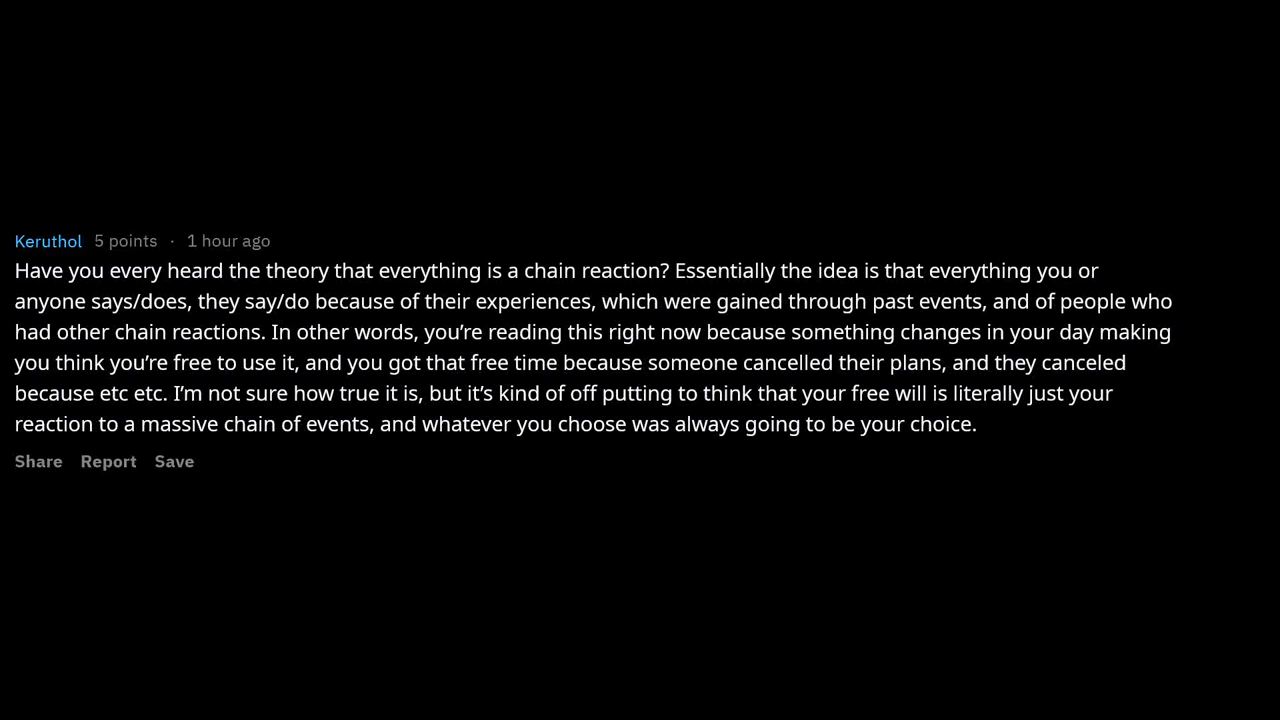 Keruthol 5 points · 1 hour ago
Have you every heard the theory that everything is a chain reaction? Essentially the idea is that everything you or
anyone says/does, they say/do because of their experiences, which were gained through past events, and of people who
had other chain reactions. In other words, you’re reading this right now because something changes in your day making
you think you’re free to use it, and you got that free time because someone cancelled their plans, and they canceled
because etc etc. I’m not sure how true it is, but it’s kind of off putting to think that your free will is literally just your
reaction to a massive chain of events, and whatever you choose was always going to be your choice.
Share Report Save